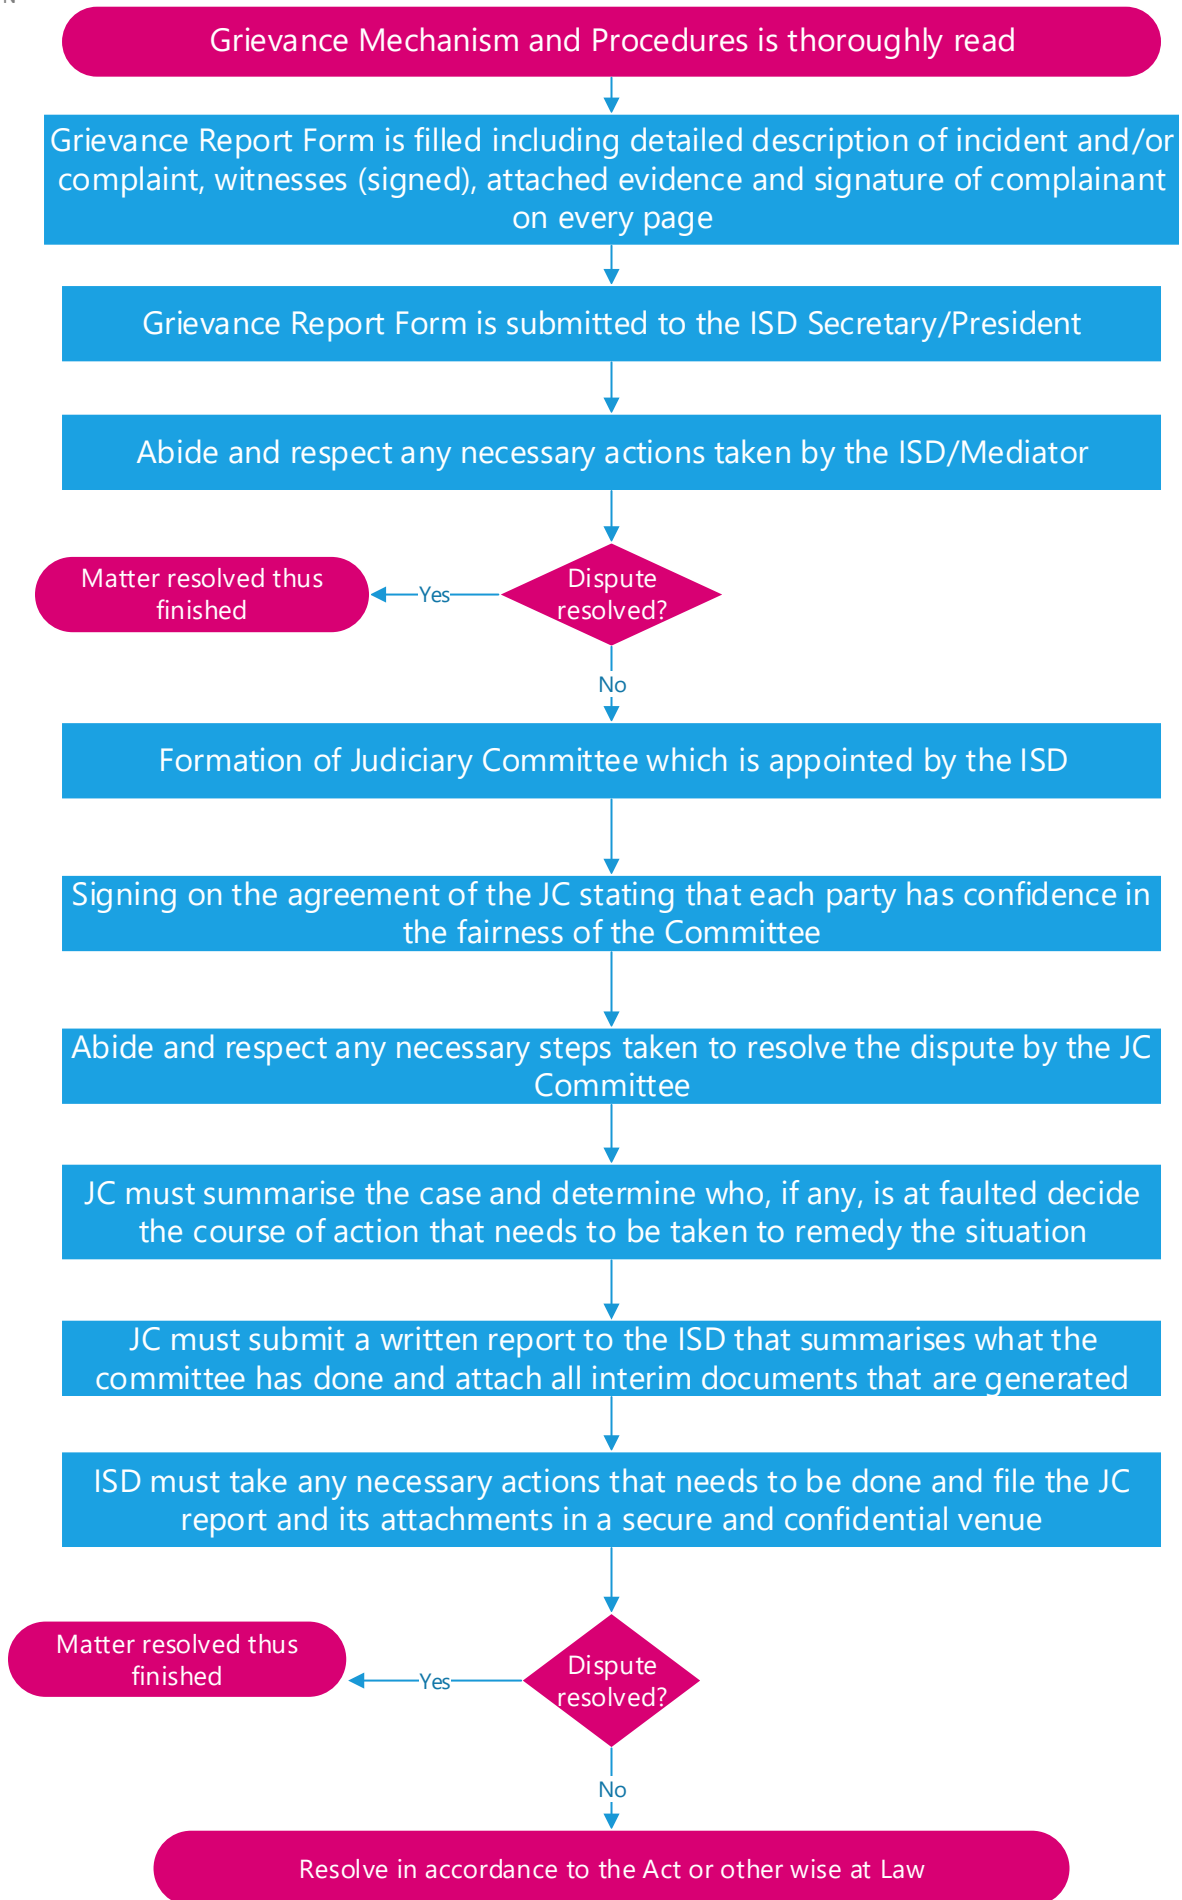 N
Grievance Mechanism and Procedures is thoroughly read
Grievance Report Form is filled including detailed description of incident and/or
complaint, witnesses (signed), attached evidence and signature of complainant
on every page
Grievance Report Form is submitted to the ISD Secretary/President
Abide and respect any necessary actions taken by the ISD/Mediator
Dispute
resolved?
Yes
Matter resolved thus
finished
No
Formation of Judiciary Committee which is appointed by the ISD
Signing on the agreement of the JC stating that each party has confidence in
the fairness of the Committee
Abide and respect any necessary steps taken to resolve the dispute by the JC
Committee
JC must summarise the case and determine who, if any, is at faulted decide
the course of action that needs to be taken to remedy the situation
JC must submit a written report to the ISD that summarises what the
committee has done and attach all interim documents that are generated
ISD must take any necessary actions that needs to be done and file the JC
report and its attachments in a secure and confidential venue
Dispute
resolved?
Yes
Matter resolved thus
finished
No
Resolve in accordance to the Act or other wise at Law